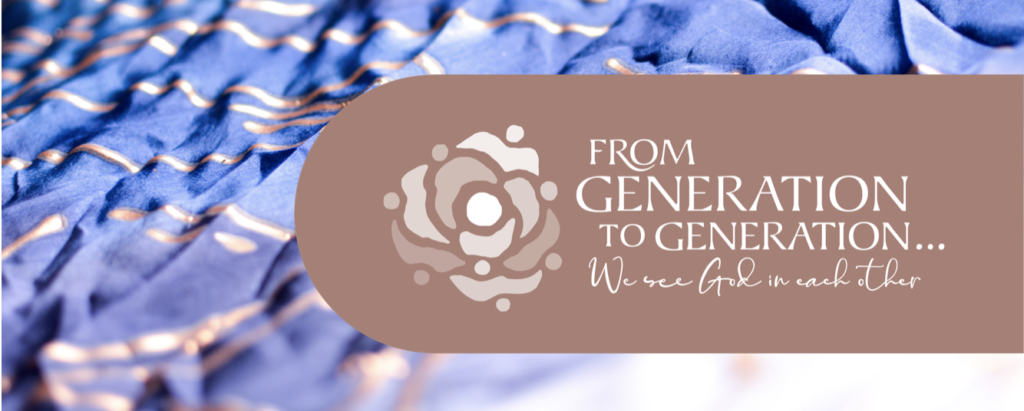 FROM
GENERATION
TO GENERATION...
We see God in each other